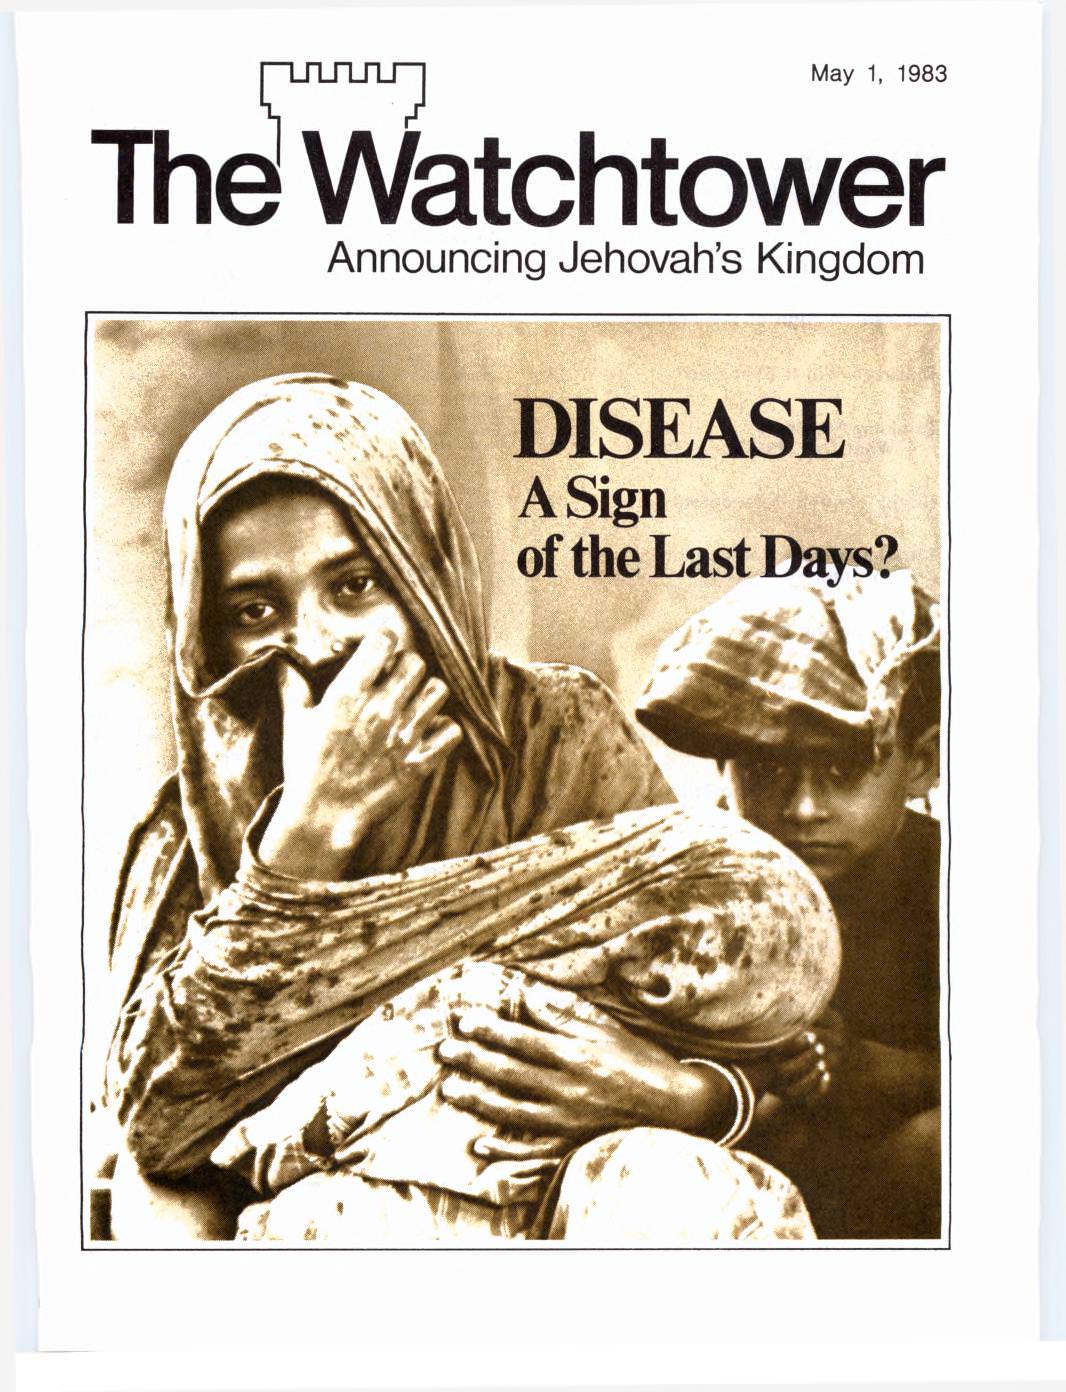 May 1, 1983
The Watchtower
Announcing Jehovah's Kingdom
DISEASE
A Sign
of the Last Days?